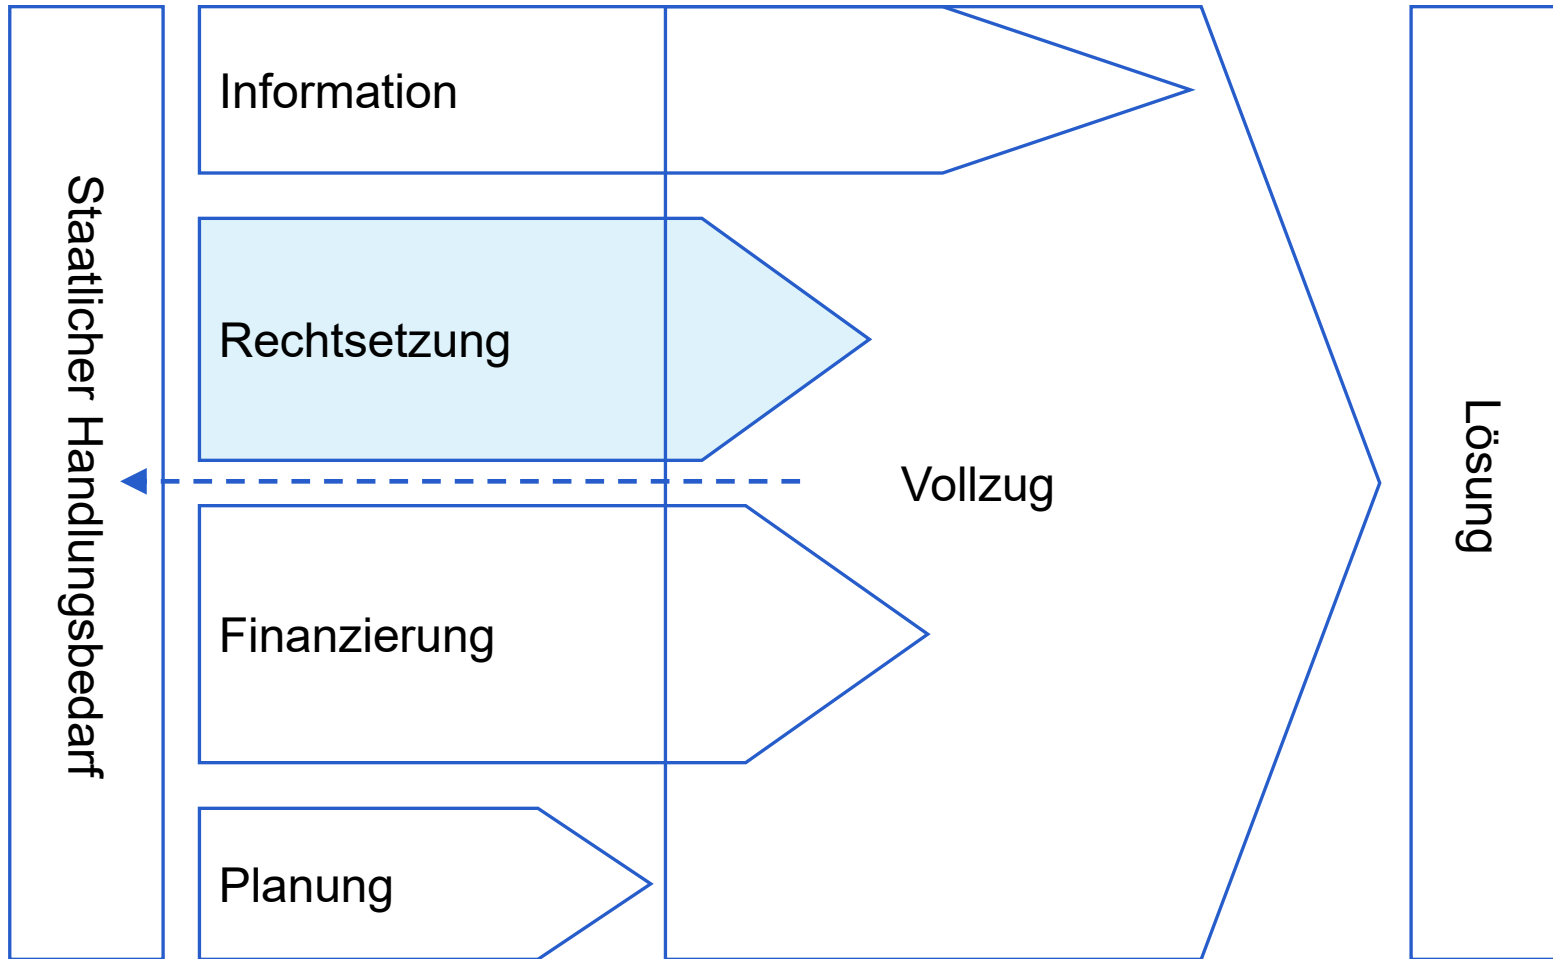 Staatlicher Handlungsbedarf
Information
Rechtsetzung
Finanzierung
Planung
Vollzug
Lösung